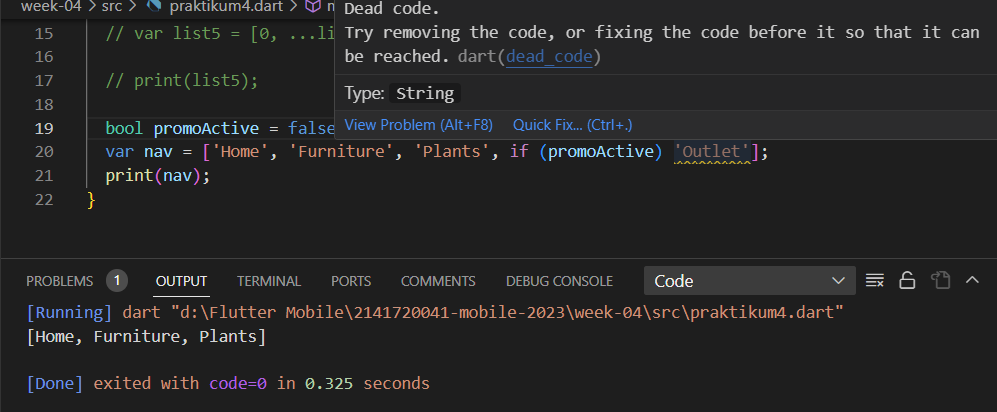 week-04 > src > praktikum4.dart >
Dead code.
Try removing the code, or fixing the code before it so that it can
be reached. dart(dead_code)
Type: String
View Problem (Alt+F8) Quick Fix... (Ctrl+.)
15 // var list5 = [0, ...li
16
17 // print(list5);
18
19 bool promoActive = false
20 var nav = ['Home', 'Furniture', 'Plants', if (promoActive) 'Outlet'];
21 print(nav);
22 }
PROBLEMS 1 OUTPUT TERMINAL PORTS COMMENTS DEBUG CONSOLE Code
[Running] dart "d:\Flutter Mobile\2141720041-mobile-2023\week-04\src\praktikum4.dart"
[Home, Furniture, Plants]
[Done] exited with code=0 in 0.325 seconds